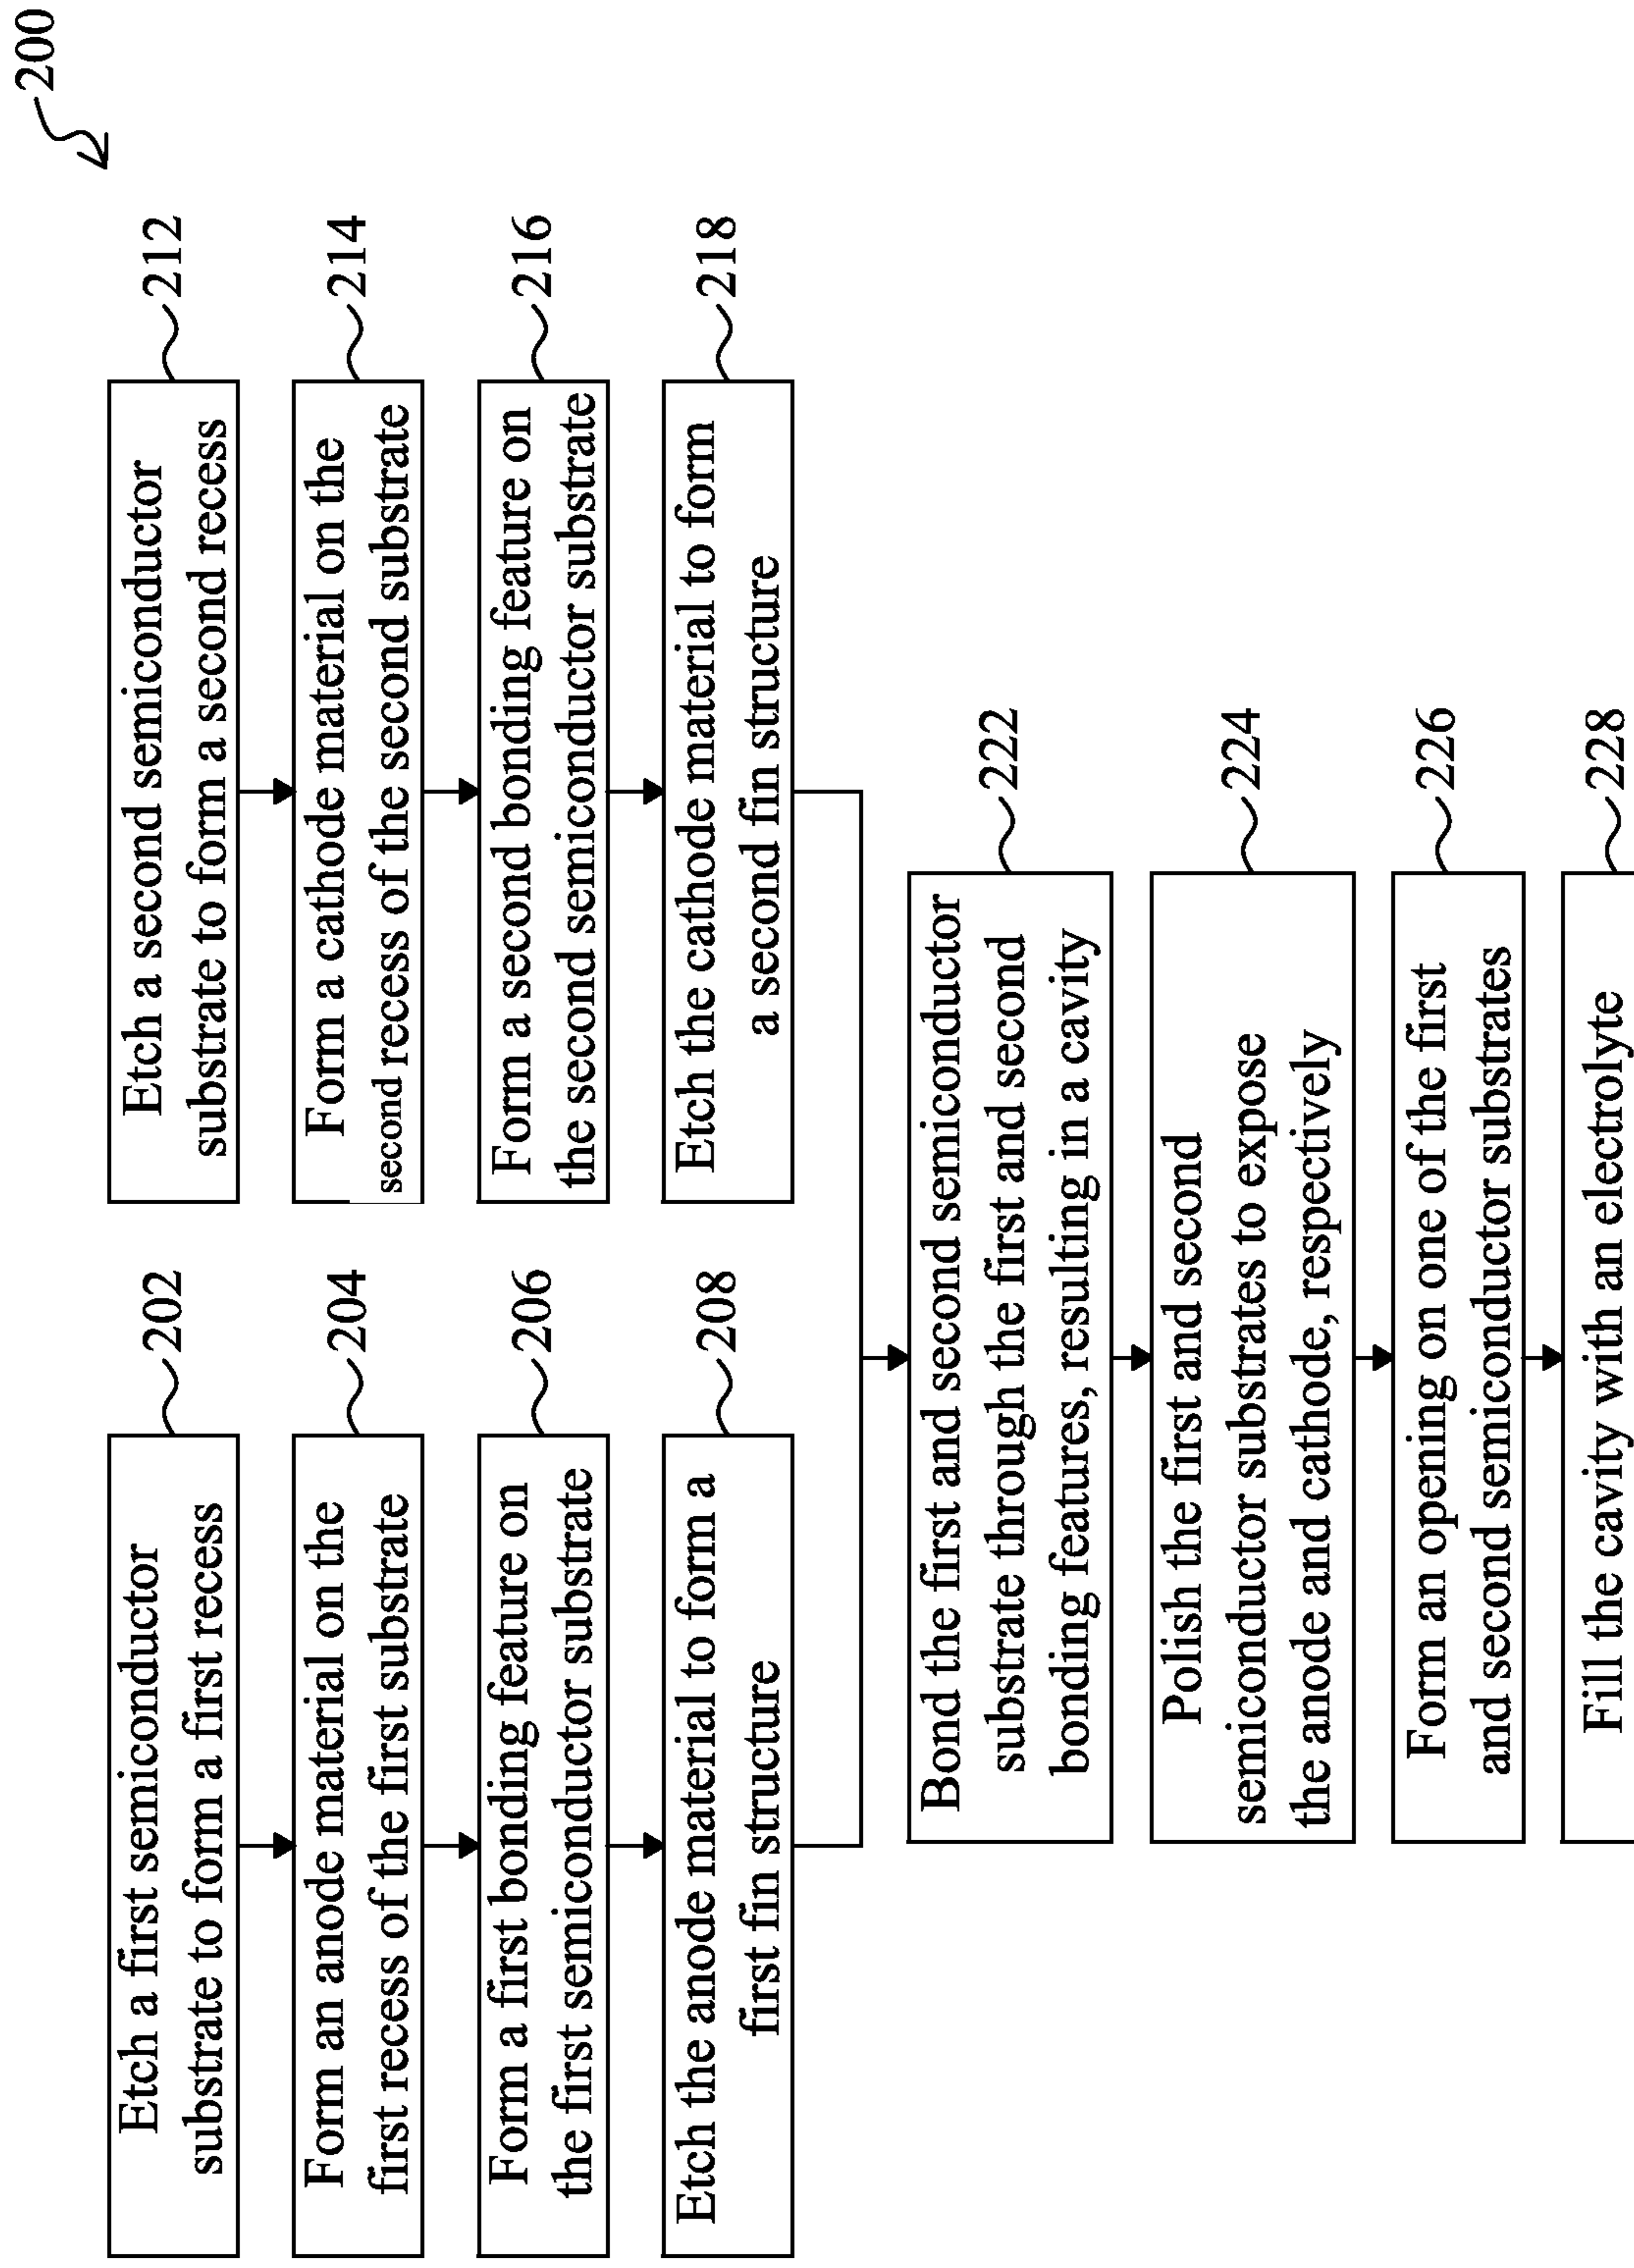 200
Etch a first semiconductor
substrate to form a first recess
202
Form an anode material on the
first recess of the first substrate
204
Form a first bonding feature on
the first semiconductor substrate
206
Etch the anode material to form a
first fin structure
208
Etch a second semiconductor
substrate to form a second recess
212
Form a cathode material on the
second recess of the second substrate
214
Form a second bonding feature on
the second semiconductor substrate
216
Etch the cathode material to form
a second fin structure
218
Bond the first and second semiconductor
substrate through the first and second
bonding features, resulting in a cavity
222
Polish the first and second
semiconductor substrates to expose
the anode and cathode, respectively
224
Form an opening on one of the first
and second semiconductor substrates
226
Fill the cavity with an electrolyte
228